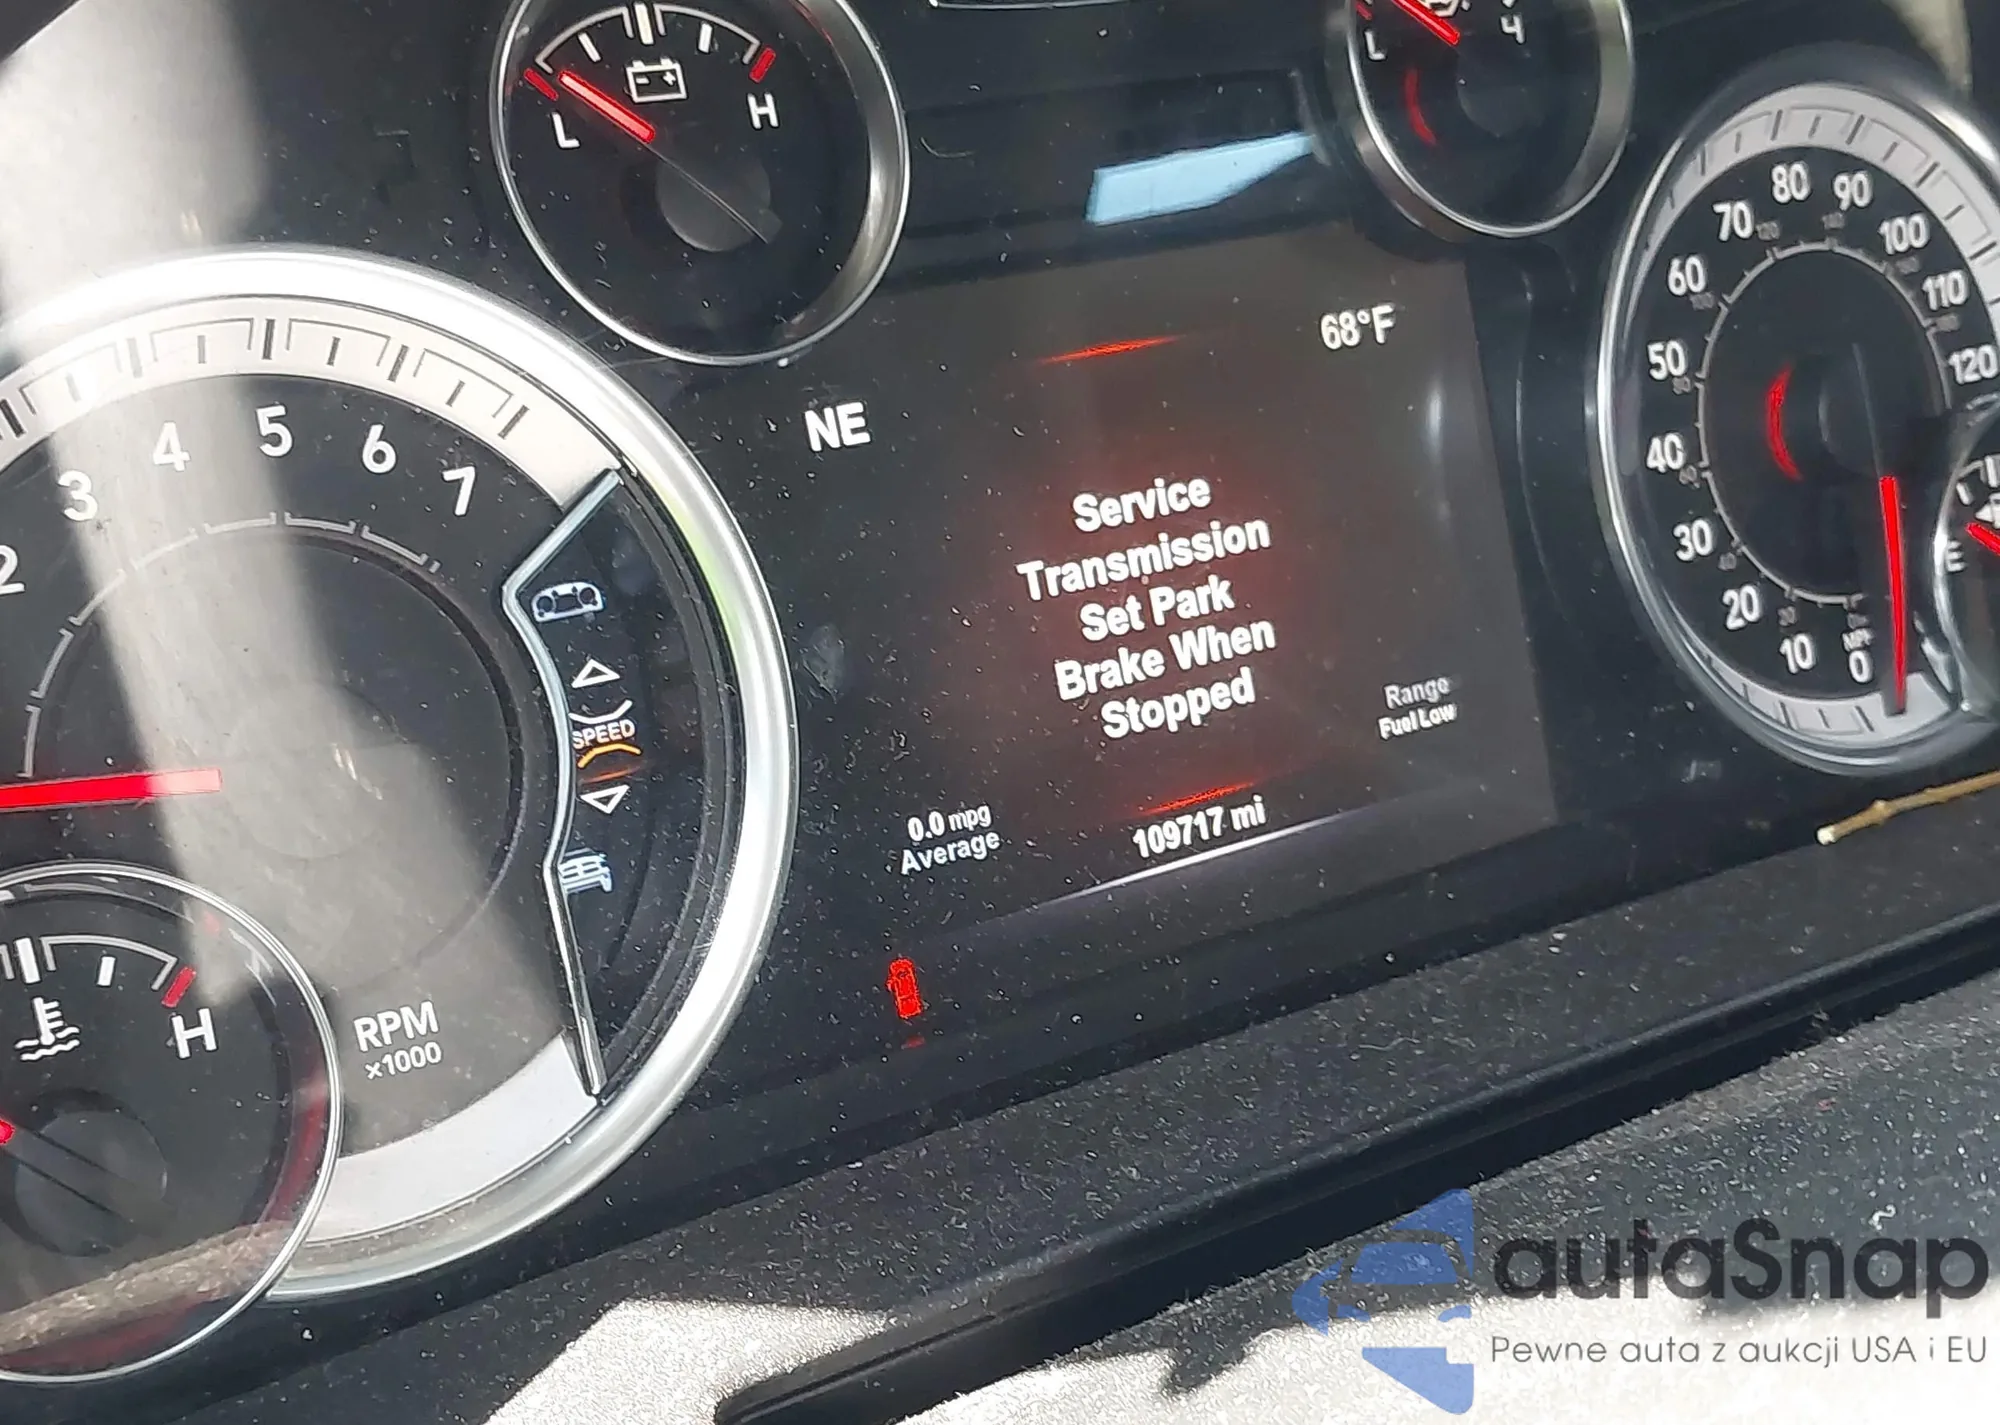 L
H
L
4
68°F
NE
Service
Transmission
Set Park
Brake When
Stopped
Range
Fuel Low
0.0 mpg
Average
109717 mi
2
3
4
5
6
7
SPEED
RPM
x1000
H
0
10
20
30
40
50
60
70
80
90
100
110
120
MPH
E
autaSnap
Pewne auta z aukcji USA i EU